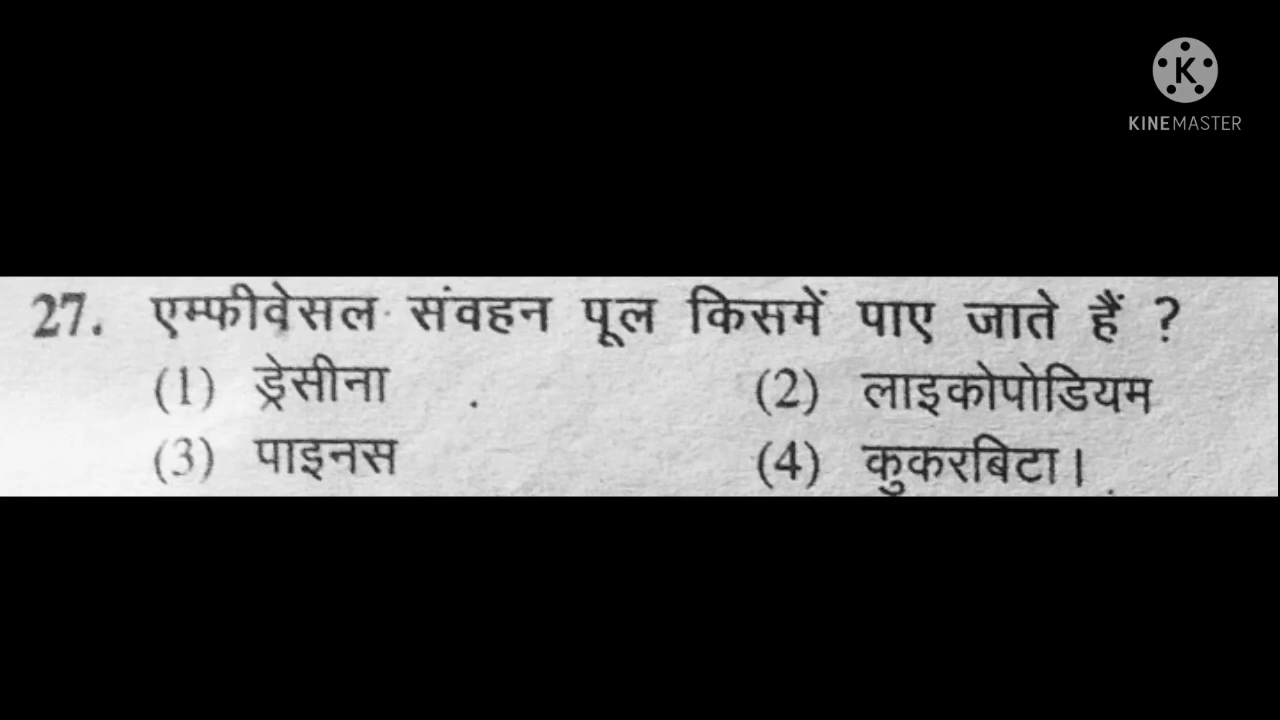 K
KINEMASTER
27. एम्फीवेसल संवहन पूल किसमें पाए जाते हैं ?
(1) ड्रेसीना (2) लाइकोपोडियम
(3) पाइनस (4) कुकरबिटा।